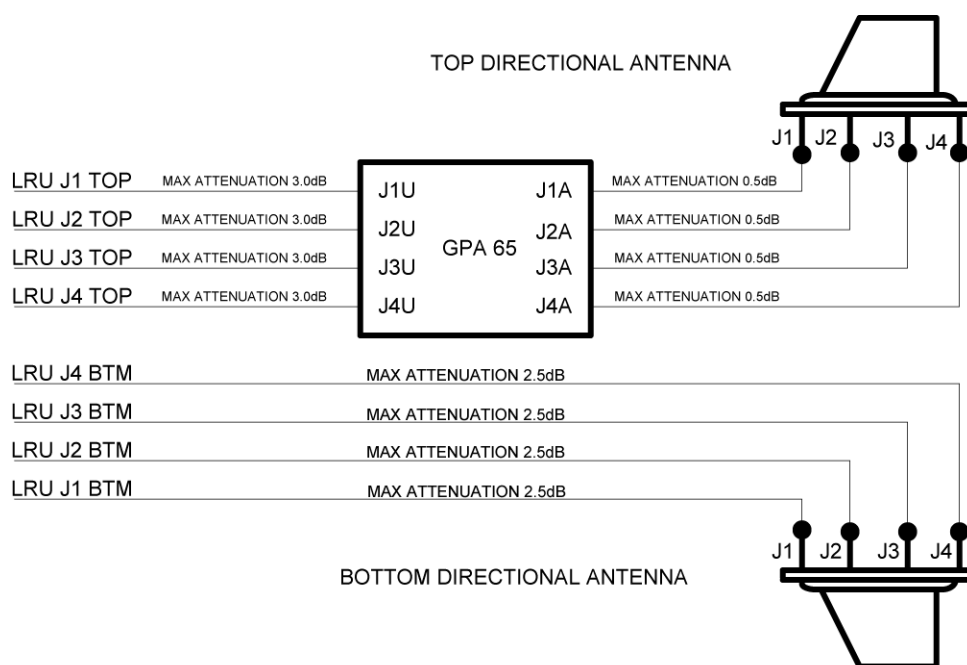 TOP DIRECTIONAL ANTENNA
J1 J2 J3 J4
LRU J1 TOP MAX ATTENUATION 3.0dB J1U J1A MAX ATTENUATION 0.5dB
LRU J2 TOP MAX ATTENUATION 3.0dB J2U J2A MAX ATTENUATION 0.5dB
GPA 65
LRU J3 TOP MAX ATTENUATION 3.0dB J3U J3A MAX ATTENUATION 0.5dB
LRU J4 TOP MAX ATTENUATION 3.0dB J4U J4A MAX ATTENUATION 0.5dB
LRU J4 BTM MAX ATTENUATION 2.5dB
LRU J3 BTM MAX ATTENUATION 2.5dB
LRU J2 BTM MAX ATTENUATION 2.5dB
LRU J1 BTM MAX ATTENUATION 2.5dB
J1 J2 J3 J4
BOTTOM DIRECTIONAL ANTENNA